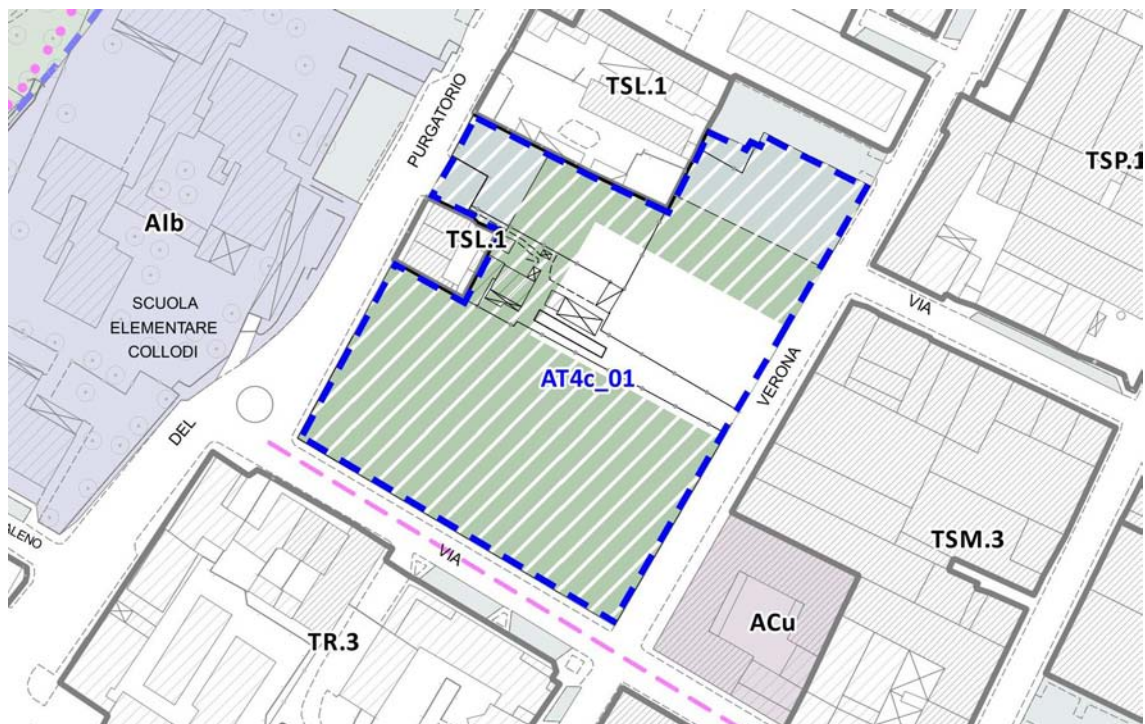 TSL.1
PURGATORIO
TSP.1
AIb
TSL.1
SCUOLA
ELEMENTARE
COLLODI
VIA
AT4c_01
VERONA
DEL
ALENO
VIA
TSM.3
ACu
TR.3